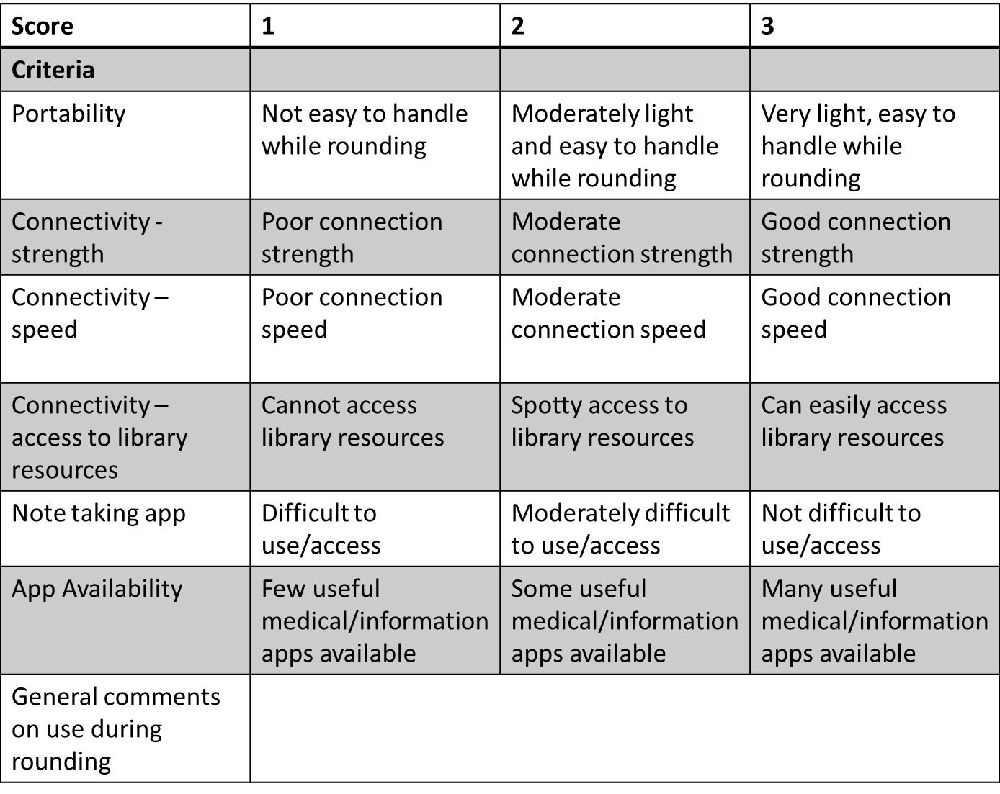 Score 1 2 3
Criteria
Portability
Not easy to handle
while rounding
Moderately light
and easy to handle
while rounding
Very light, easy to
handle while
rounding
Connectivity -
strength
Poor connection
strength
Moderate
connection strength
Good connection
strength
Connectivity –
speed
Poor connection
speed
Moderate
connection speed
Good connection
speed
Connectivity –
access to library
resources
Cannot access
library resources
Spotty access to
library resources
Can easily access
library resources
Note taking app
Difficult to
use/access
Moderately difficult
to use/access
Not difficult to
use/access
App Availability
Few useful
medical/information
apps available
Some useful
medical/information
apps available
Many useful
medical/information
apps available
General comments
on use during
rounding